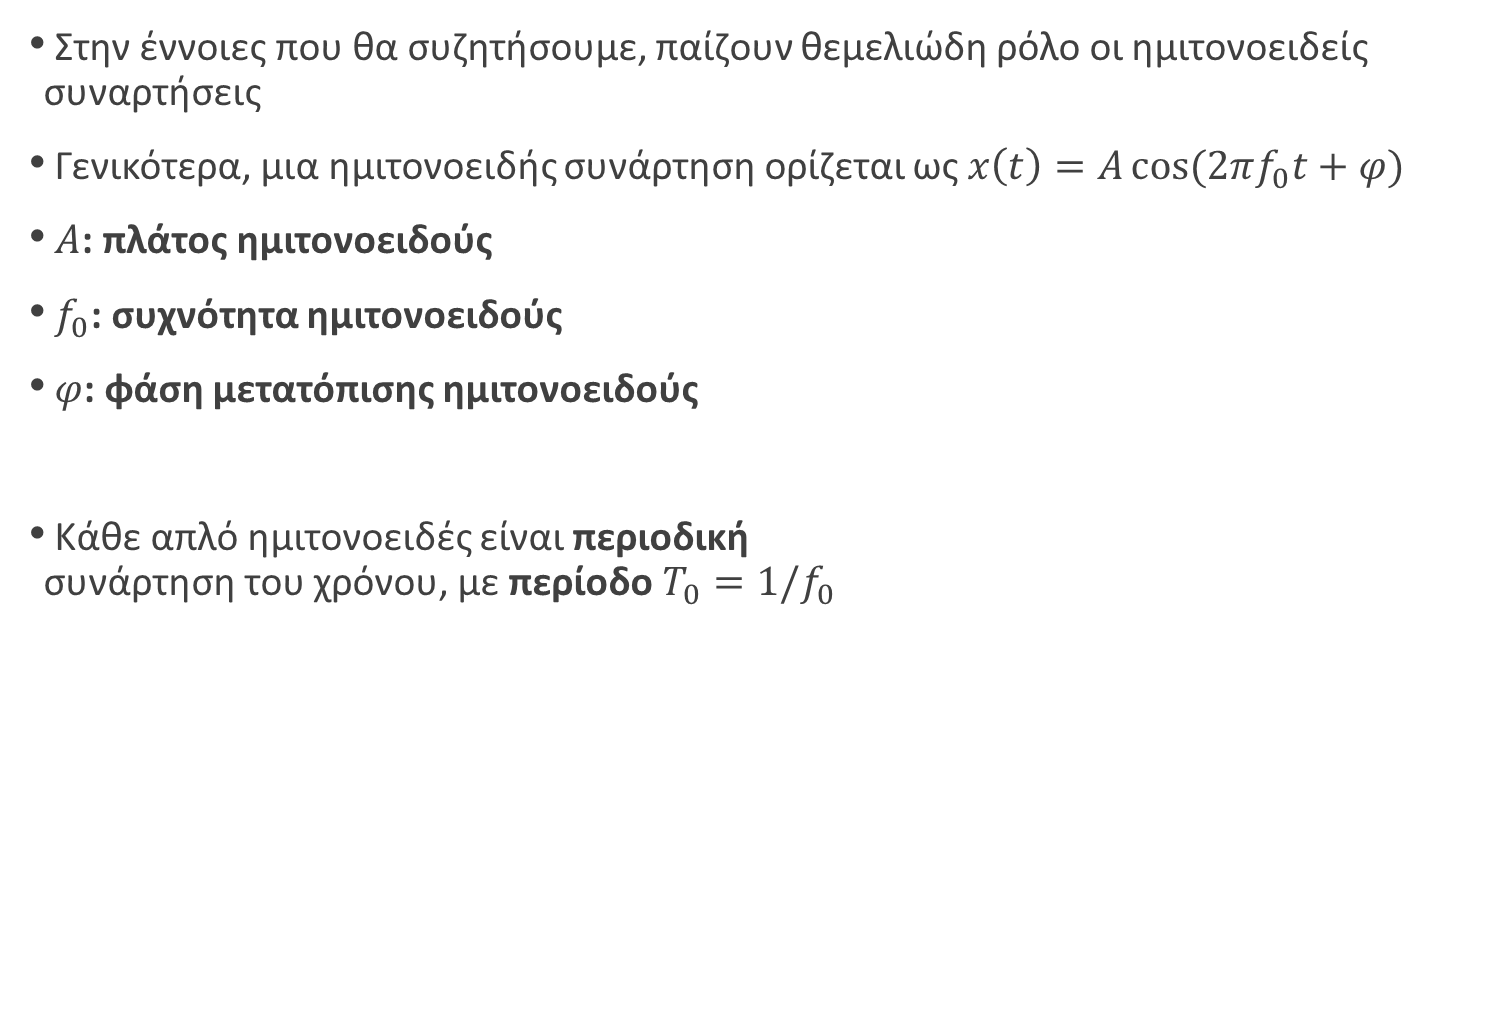 • Στην έννοιες που θα συζητήσουμε, παίζουν θεμελιώδη ρόλο οι ημιτονοειδείς
συναρτήσεις
• Γενικότερα, μια ημιτονοειδής συνάρτηση ορίζεται ως x(t) = A cos(2πf₀t + φ)
• A: πλάτος ημιτονοειδούς
• f₀: συχνότητα ημιτονοειδούς
• φ: φάση μετατόπισης ημιτονοειδούς
• Κάθε απλό ημιτονοειδές είναι περιοδική
συνάρτηση του χρόνου, με περίοδο T₀ = 1/f₀